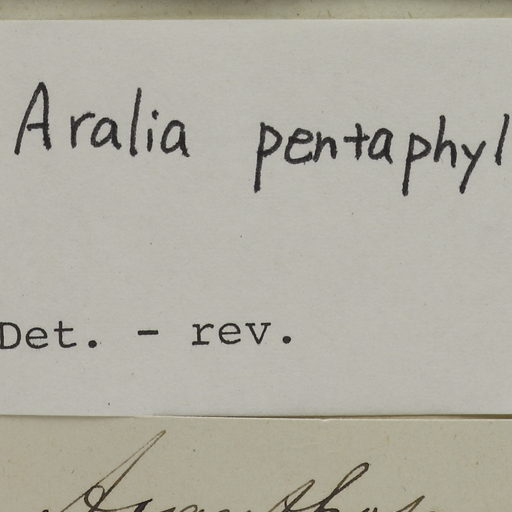 Aralia pentaphyl
Det. - rev.